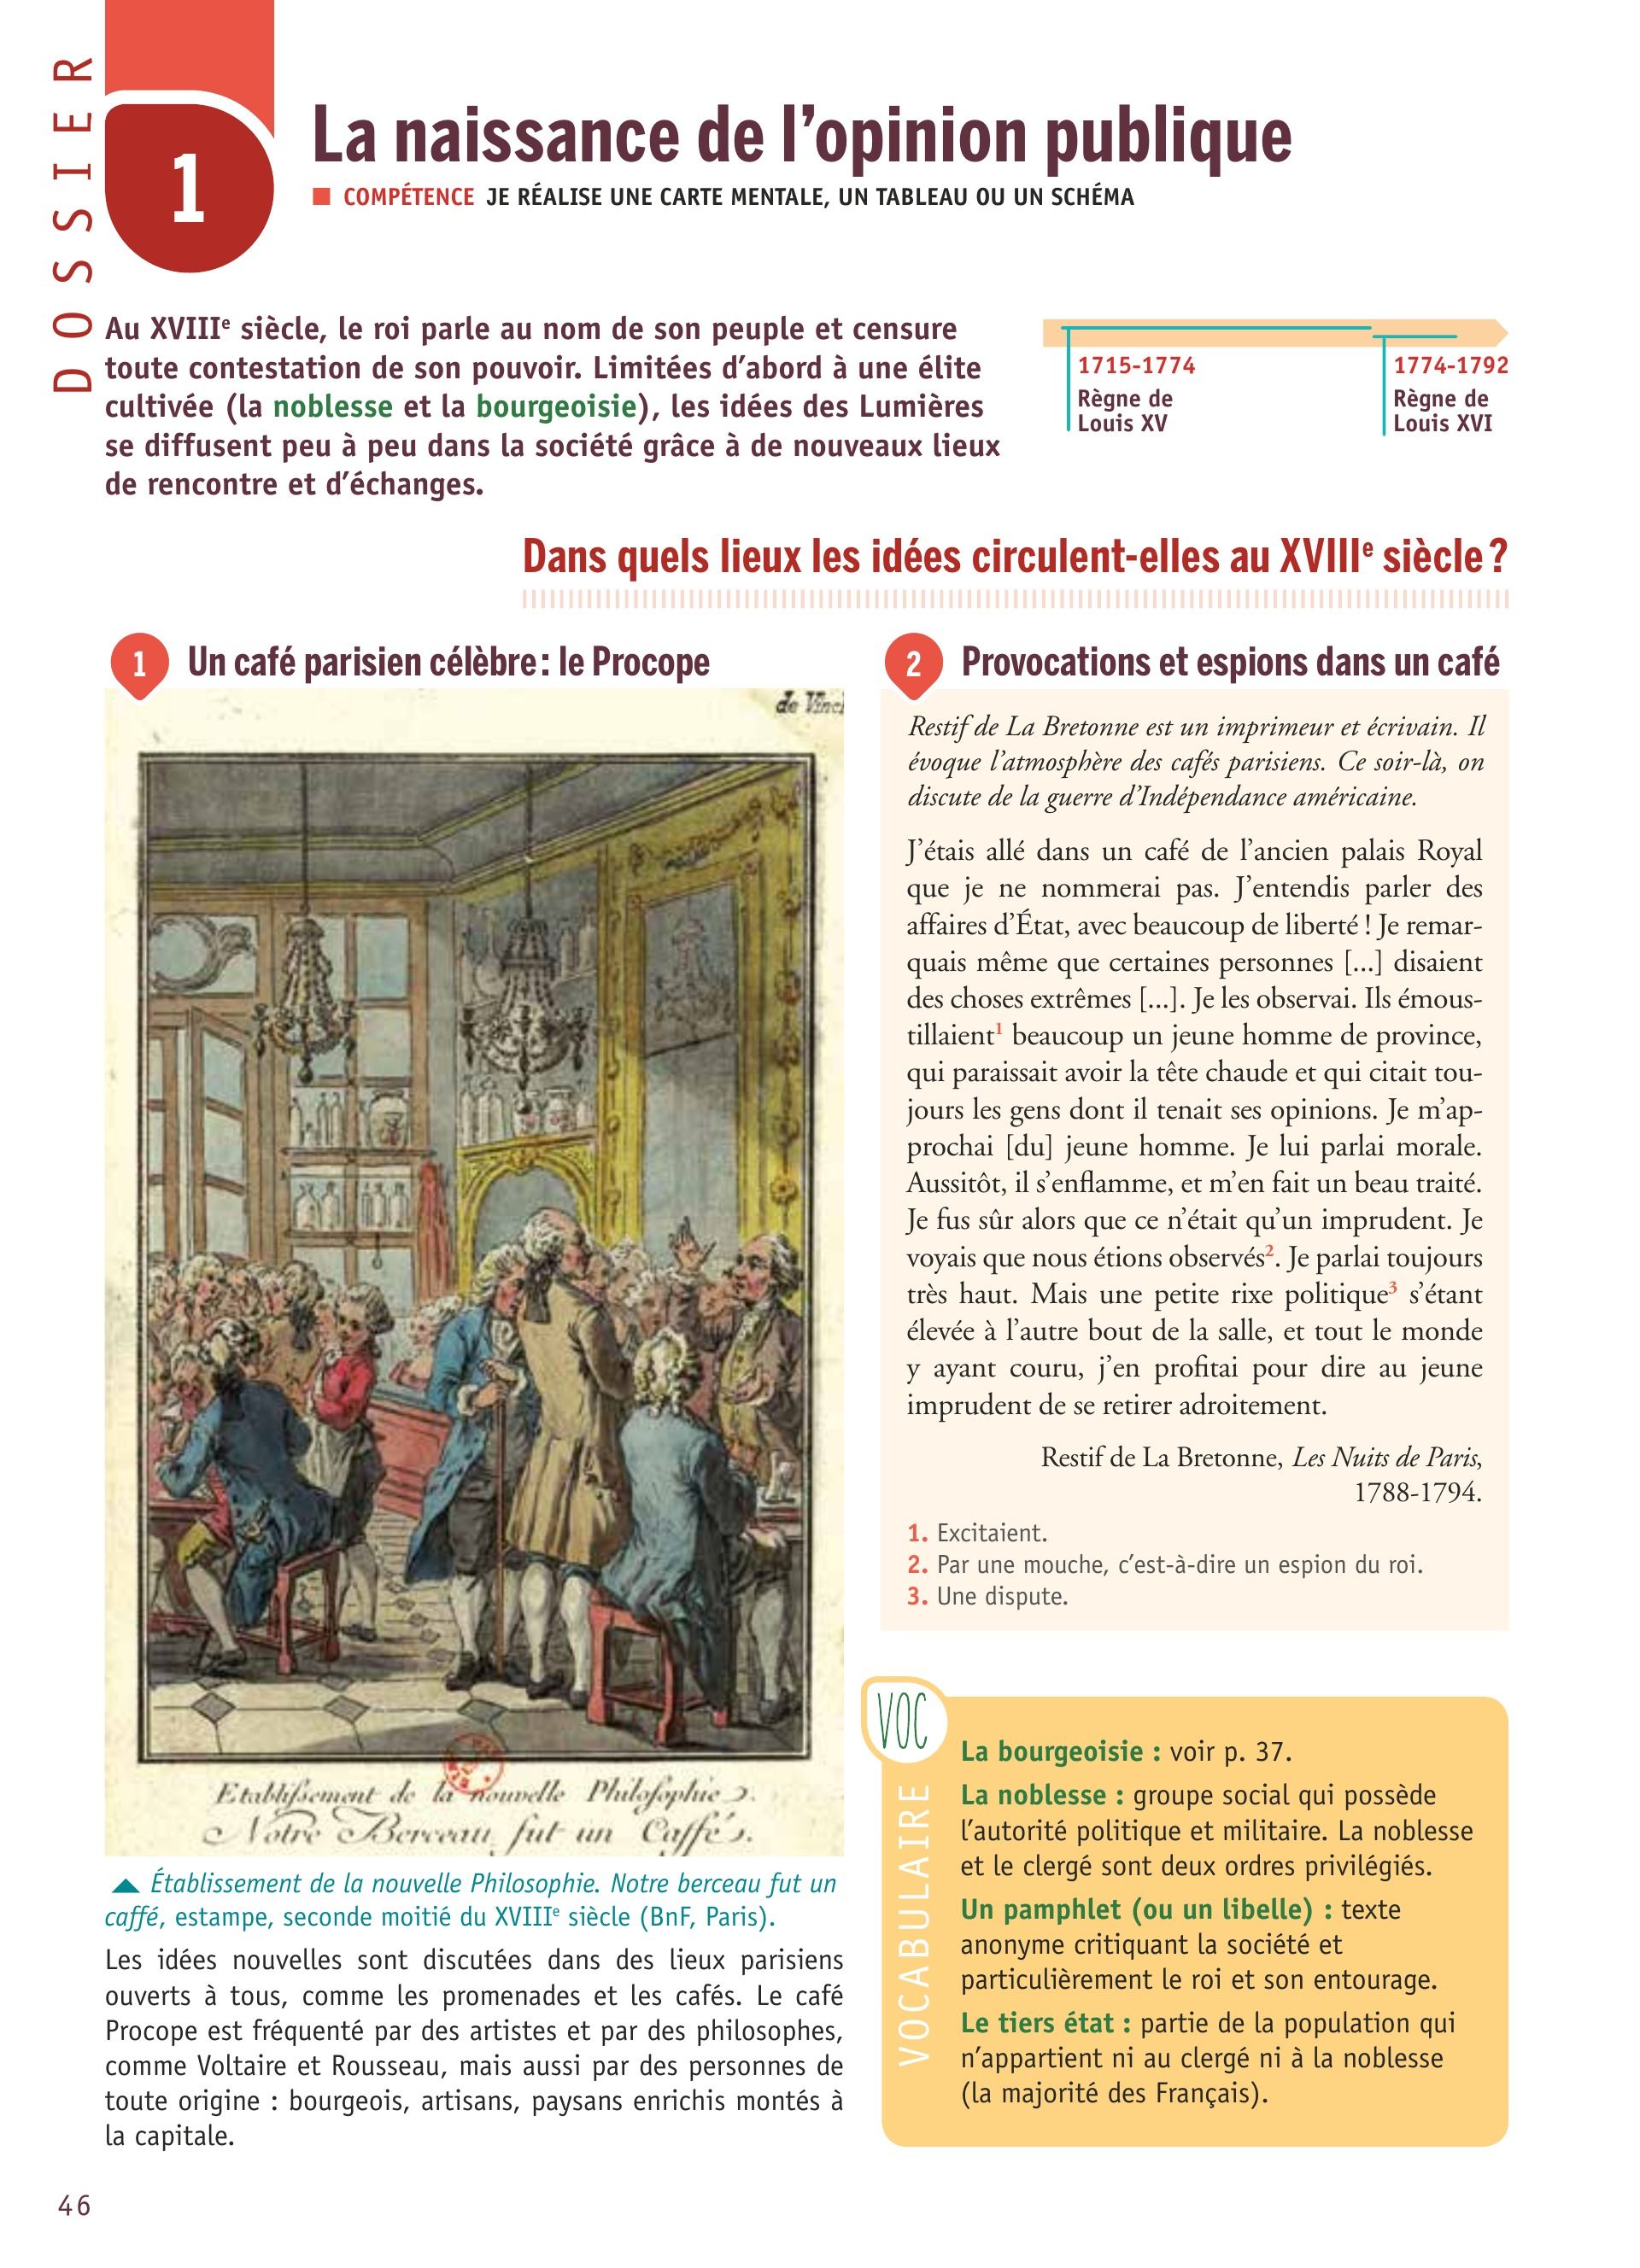 DOSSIER
1
La naissance de l'opinion publique
■ COMPÉTENCE JE RÉALISE UNE CARTE MENTALE, UN TABLEAU OU UN SCHÉMA
Au XVIIIe siècle, le roi parle au nom de son peuple et censure
toute contestation de son pouvoir. Limitées d'abord à une élite
cultivée (la noblesse et la bourgeoisie), les idées des Lumières
se diffusent peu à peu dans la société grâce à de nouveaux lieux
de rencontre et d'échanges.
1715-1774
Règne de
Louis XV
1774-1792
Règne de
Louis XVI
Dans quels lieux les idées circulent-elles au XVIIIe siècle ?
1 Un café parisien célèbre : le Procope
Etablissement de la nouvelle Philosophie.
Notre Berceau fut un Caffé.
Établissement de la nouvelle Philosophie. Notre berceau fut un
caffé, estampe, seconde moitié du XVIIIe siècle (BnF, Paris).
Les idées nouvelles sont discutées dans des lieux parisiens
ouverts à tous, comme les promenades et les cafés. Le café
Procope est fréquenté par des artistes et par des philosophes,
comme Voltaire et Rousseau, mais aussi par des personnes de
toute origine : bourgeois, artisans, paysans enrichis montés à
la capitale.
2 Provocations et espions dans un café
Restif de La Bretonne est un imprimeur et écrivain. Il
évoque l'atmosphère des cafés parisiens. Ce soir-là, on
discute de la guerre d'Indépendance américaine.
J'étais allé dans un café de l'ancien palais Royal
que je ne nommerai pas. J'entendis parler des
affaires d'État, avec beaucoup de liberté ! Je remar-
quais même que certaines personnes [...] disaient
des choses extrêmes [...]. Je les observai. Ils émous-
tillaient1 beaucoup un jeune homme de province,
qui paraissait avoir la tête chaude et qui citait tou-
jours les gens dont il tenait ses opinions. Je m'ap-
prochai [du] jeune homme. Je lui parlai morale.
Aussitôt, il s'enflamme, et m'en fait un beau traité.
Je fus sûr alors que ce n'était qu'un imprudent. Je
voyais que nous étions observés2. Je parlai toujours
très haut. Mais une petite rixe politique3 s'étant
élevée à l'autre bout de la salle, et tout le monde
y ayant couru, j'en profitai pour dire au jeune
imprudent de se retirer adroitement.
Restif de La Bretonne, Les Nuits de Paris,
1788-1794.
1. Excitaient.
2. Par une mouche, c'est-à-dire un espion du roi.
3. Une dispute.
VOC
VOCABULAIRE
La bourgeoisie : voir p. 37.
La noblesse : groupe social qui possède
l'autorité politique et militaire. La noblesse
et le clergé sont deux ordres privilégiés.
Un pamphlet (ou un libelle) : texte
anonyme critiquant la société et
particulièrement le roi et son entourage.
Le tiers état : partie de la population qui
n'appartient ni au clergé ni à la noblesse
(la majorité des Français).
46